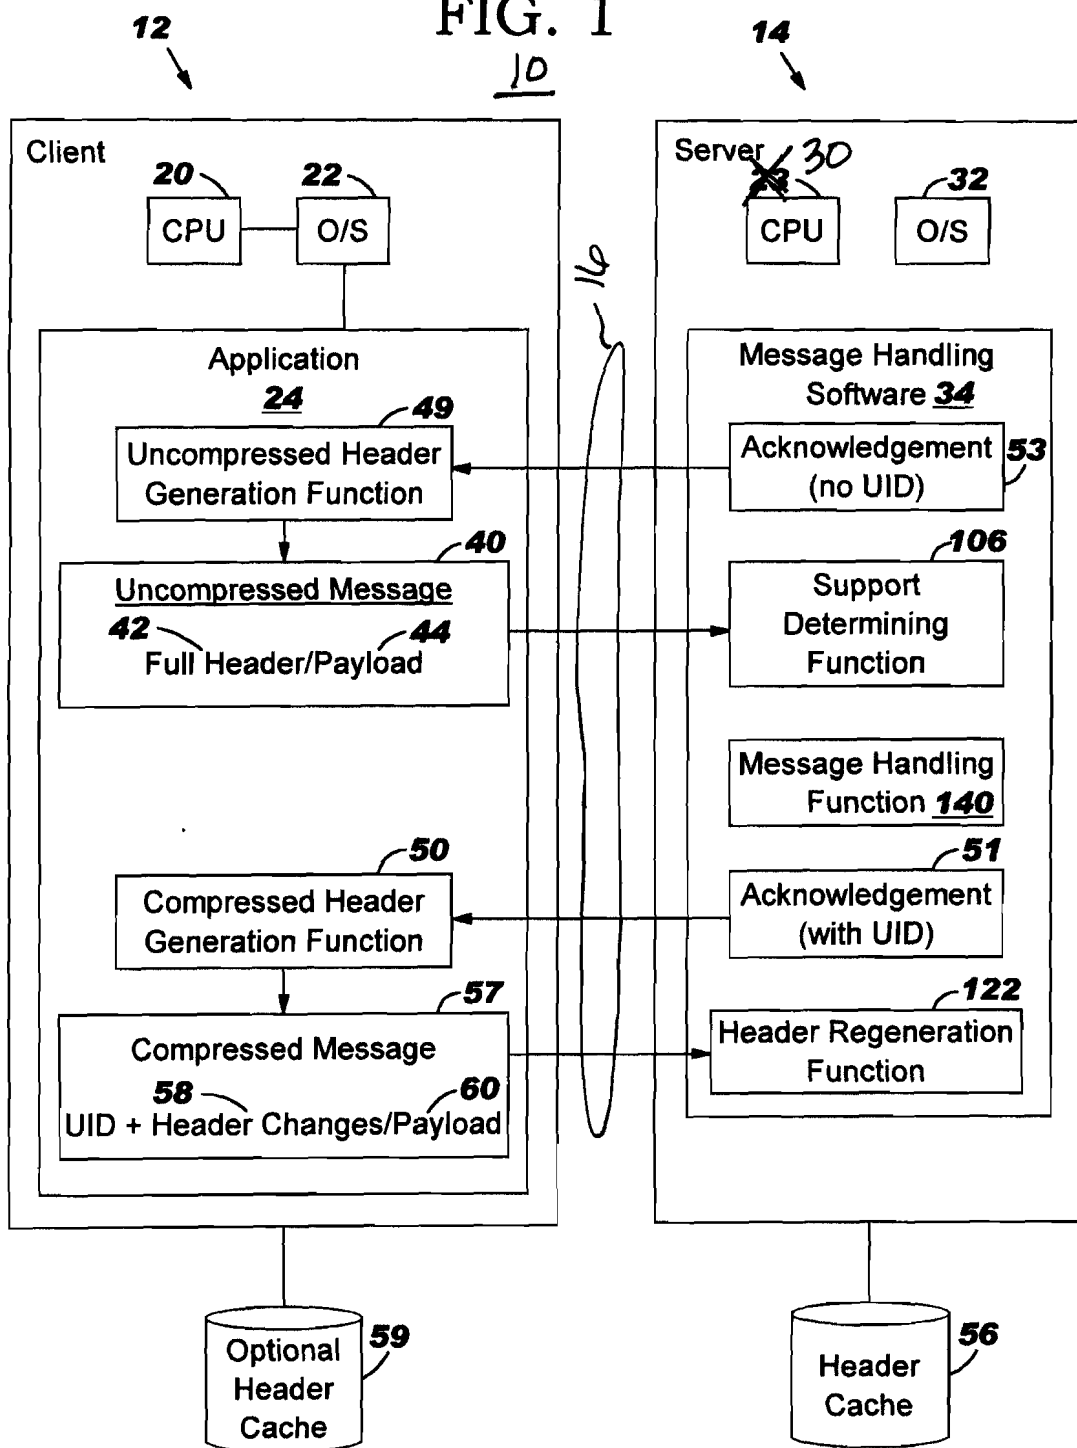 FIG. 1
12
10
14
Client
20
22
CPU
O/S
Server
30
32
CPU
O/S
16
Application
24
49
Uncompressed Header
Generation Function
40
Uncompressed Message
42
44
Full Header/Payload
50
Compressed Header
Generation Function
57
Compressed Message
58
60
UID + Header Changes/Payload
Message Handling
Software 34
Acknowledgement
(no UID)
53
106
Support
Determining
Function
Message Handling
Function 140
51
Acknowledgement
(with UID)
122
Header Regeneration
Function
Optional
Header
Cache
59
Header
Cache
56